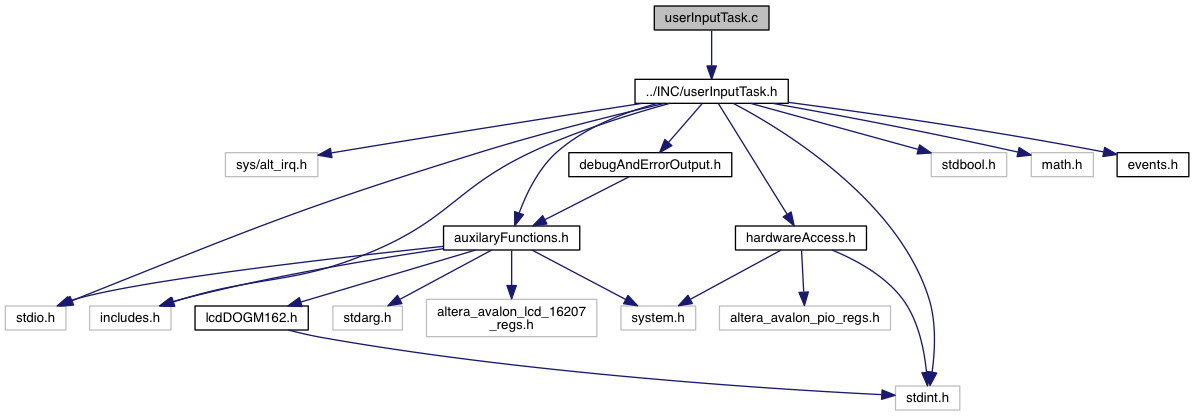 userInputTask.c
../INC/userInputTask.h
sys/alt_irq.h
debugAndErrorOutput.h
stdbool.h
math.h
events.h
auxilaryFunctions.h
hardwareAccess.h
stdio.h
includes.h
lcdDOGM162.h
stdarg.h
altera_avalon_lcd_16207
_regs.h
system.h
altera_avalon_pio_regs.h
stdint.h